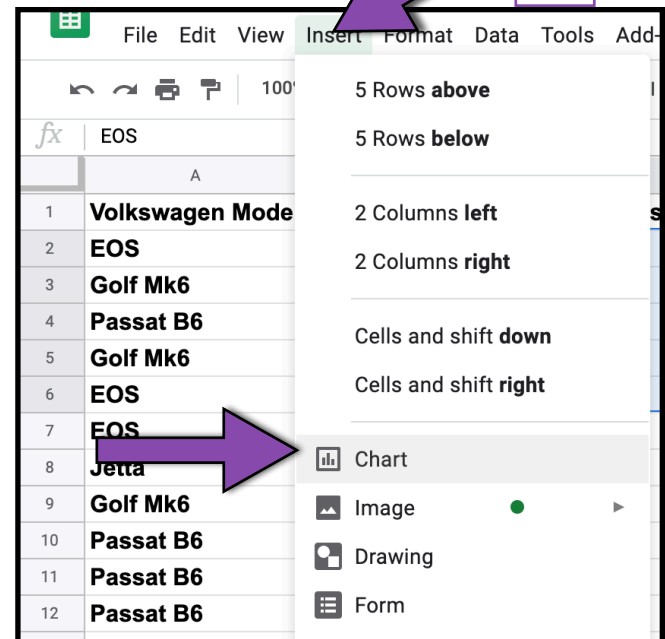 File Edit View Insert Format Data Tools Add-
100%
5 Rows above
fx EOS
5 Rows below
A
1 Volkswagen Mode
2 Columns left
2 EOS
2 Columns right
3 Golf Mk6
4 Passat B6
Cells and shift down
5 Golf Mk6
Cells and shift right
6 EOS
7 EOS
Chart
8 Jetta
9 Golf Mk6
Image
10 Passat B6
Drawing
11 Passat B6
Form
12 Passat B6